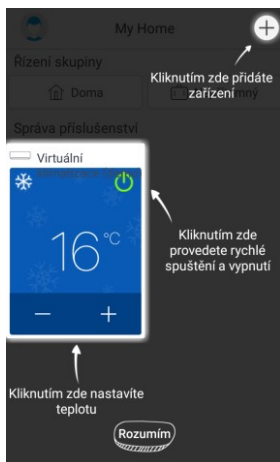 My Home
Řízení skupiny
Kliknutím zde přidáte
zařízení
Doma
Správa příslušenství
Virtuální
16°C
Kliknutím zde
provedete rychlé
spuštění a vypnutí
− +
Kliknutím zde nastavíte
teplotu
Rozumím